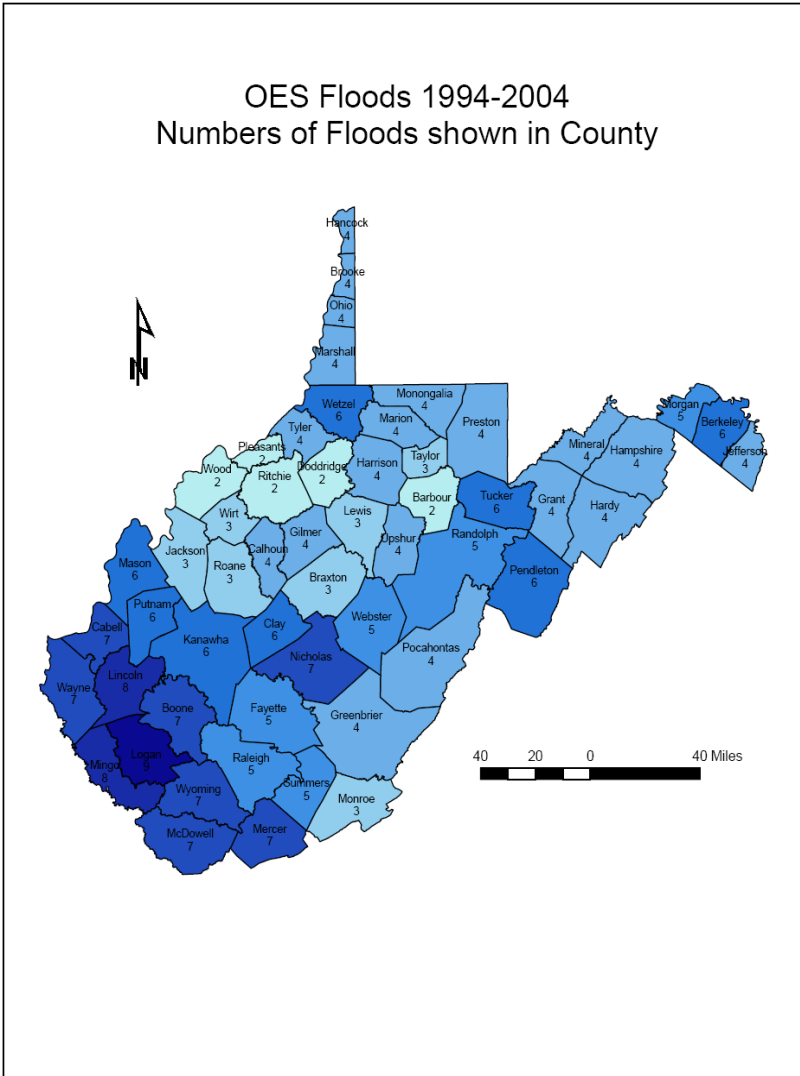 OES Floods 1994-2004
Numbers of Floods shown in County
Hancock
4
Brooke
4
Ohio
4
Marshall
4
N
Wetzel
6
Monongalia
4
Marion
4
Preston
4
Tyler
4
Pleasants
2
Doddridge
2
Harrison
4
Taylor
3
Wood
2
Ritchie
2
Barbour
2
Morgan
5
Berkeley
6
Jefferson
4
Mineral
4
Hampshire
4
Grant
4
Hardy
4
Tucker
6
Randolph
5
Pendleton
6
Wirt
3
Lewis
3
Gilmer
4
Upshur
4
Calhoun
4
Jackson
3
Roane
3
Braxton
3
Mason
6
Putnam
6
Kanawha
6
Clay
6
Webster
5
Pocahontas
4
Cabell
7
Nicholas
7
Lincoln
8
Wayne
7
Boone
7
Fayette
5
Greenbrier
4
Logan
9
Mingo
8
Raleigh
5
Wyoming
7
Summers
5
Monroe
3
McDowell
7
Mercer
7
40 20 0 40 Miles